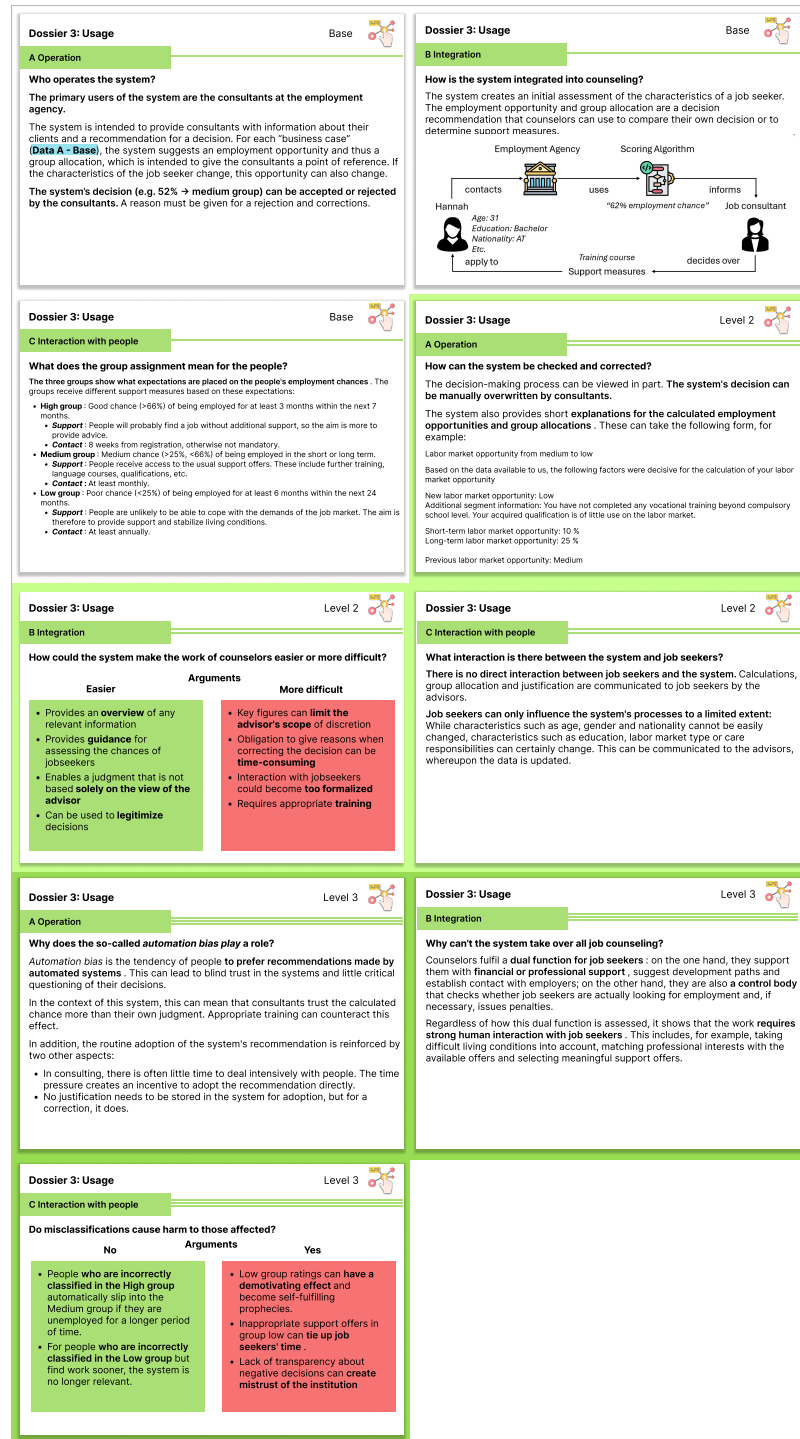 Dossier 3: Usage
Base
A Operation
Who operates the system?
The primary users of the system are the consultants at the employment
agency.
The system is intended to provide consultants with information about their
clients and a recommendation for a decision. For each "business case"
(Data A - Base), the system suggests an employment opportunity and thus a
group allocation, which is intended to give the consultants a point of reference. If
the characteristics of the job seeker change, this opportunity can also change.
The system's decision (e.g. 52% → medium group) can be accepted or rejected
by the consultants. A reason must be given for a rejection and corrections.
Dossier 3: Usage
Base
B Integration
How is the system integrated into counseling?
The system creates an initial assessment of the characteristics of a job seeker.
The employment opportunity and group allocation are a decision
recommendation that counselors can use to compare their own decision or to
determine support measures.
Employment Agency
Scoring Algorithm
contacts
uses
informs
Hannah
"62% employment chance"
Job consultant
Age: 31
Education: Bachelor
Nationality: AT
Etc.
apply to
Training course
decides over
Support measures
Dossier 3: Usage
Base
C Interaction with people
What does the group assignment mean for the people?
The three groups show what expectations are placed on the people's employment chances . The
groups receive different support measures based on these expectations:
• High group : Good chance (>66%) of being employed for at least 3 months within the next 7
months.
• Support : People will probably find a job without additional support, so the aim is more to
provide advice.
• Contact : 8 weeks from registration, otherwise not mandatory.
• Medium group : Medium chance (>25%, <66%) of being employed in the short or long term.
• Support : People receive access to the usual support offers. These include further training,
language courses, qualifications, etc.
• Contact : At least monthly.
• Low group : Poor chance (<25%) of being employed for at least 6 months within the next 24
months.
• Support : People are unlikely to be able to cope with the demands of the job market. The aim is
therefore to provide support and stabilize living conditions.
• Contact : At least annually.
Dossier 3: Usage
Level 2
A Operation
How can the system be checked and corrected?
The decision-making process can be viewed in part. The system's decision can
be manually overwritten by consultants.
The system also provides short explanations for the calculated employment
opportunities and group allocations . These can take the following form, for
example:
Labor market opportunity from medium to low
Based on the data available to us, the following factors were decisive for the calculation of your labor
market opportunity
New labor market opportunity: Low
Additional segment information: You have not completed any vocational training beyond compulsory
school level. Your acquired qualification is of little use on the labor market.
Short-term labor market opportunity: 10 %
Long-term labor market opportunity: 25 %
Previous labor market opportunity: Medium
Dossier 3: Usage
Level 2
B Integration
How could the system make the work of counselors easier or more difficult?
Arguments
Easier
More difficult
• Provides an overview of any
relevant information
• Provides guidance for
assessing the chances of
jobseekers
• Enables a judgment that is not
based solely on the view of the
advisor
• Can be used to legitimize
decisions
• Key figures can limit the
advisor's scope of discretion
• Obligation to give reasons when
correcting the decision can be
time-consuming
• Interaction with jobseekers
could become too formalized
• Requires appropriate training
Dossier 3: Usage
Level 2
C Interaction with people
What interaction is there between the system and job seekers?
There is no direct interaction between job seekers and the system. Calculations,
group allocation and justification are communicated to job seekers by the
advisors.
Job seekers can only influence the system's processes to a limited extent:
While characteristics such as age, gender and nationality cannot be easily
changed, characteristics such as education, labor market type or care
responsibilities can certainly change. This can be communicated to the advisors,
whereupon the data is updated.
Dossier 3: Usage
Level 3
A Operation
Why does the so-called automation bias play a role?
Automation bias is the tendency of people to prefer recommendations made by
automated systems . This can lead to blind trust in the systems and little critical
questioning of their decisions.
In the context of this system, this can mean that consultants trust the calculated
chance more than their own judgment. Appropriate training can counteract this
effect.
In addition, the routine adoption of the system's recommendation is reinforced by
two other aspects:
• In consulting, there is often little time to deal intensively with people. The time
pressure creates an incentive to adopt the recommendation directly.
• No justification needs to be stored in the system for adoption, but for a
correction, it does.
Dossier 3: Usage
Level 3
B Integration
Why can't the system take over all job counseling?
Counselors fulfil a dual function for job seekers : on the one hand, they support
them with financial or professional support , suggest development paths and
establish contact with employers; on the other hand, they are also a control body
that checks whether job seekers are actually looking for employment and, if
necessary, issues penalties.
Regardless of how this dual function is assessed, it shows that the work requires
strong human interaction with job seekers . This includes, for example, taking
difficult living conditions into account, matching professional interests with the
available offers and selecting meaningful support offers.
Dossier 3: Usage
Level 3
C Interaction with people
Do misclassifications cause harm to those affected?
Arguments
No
Yes
• People who are incorrectly
classified in the High group
automatically slip into the
Medium group if they are
unemployed for a longer period
of time.
• For people who are incorrectly
classified in the Low group but
find work sooner, the system is
no longer relevant.
• Low group ratings can have a
demotivating effect and
become self-fulfilling
prophecies.
• Inappropriate support offers in
group low can tie up job
seekers' time .
• Lack of transparency about
negative decisions can create
mistrust of the institution